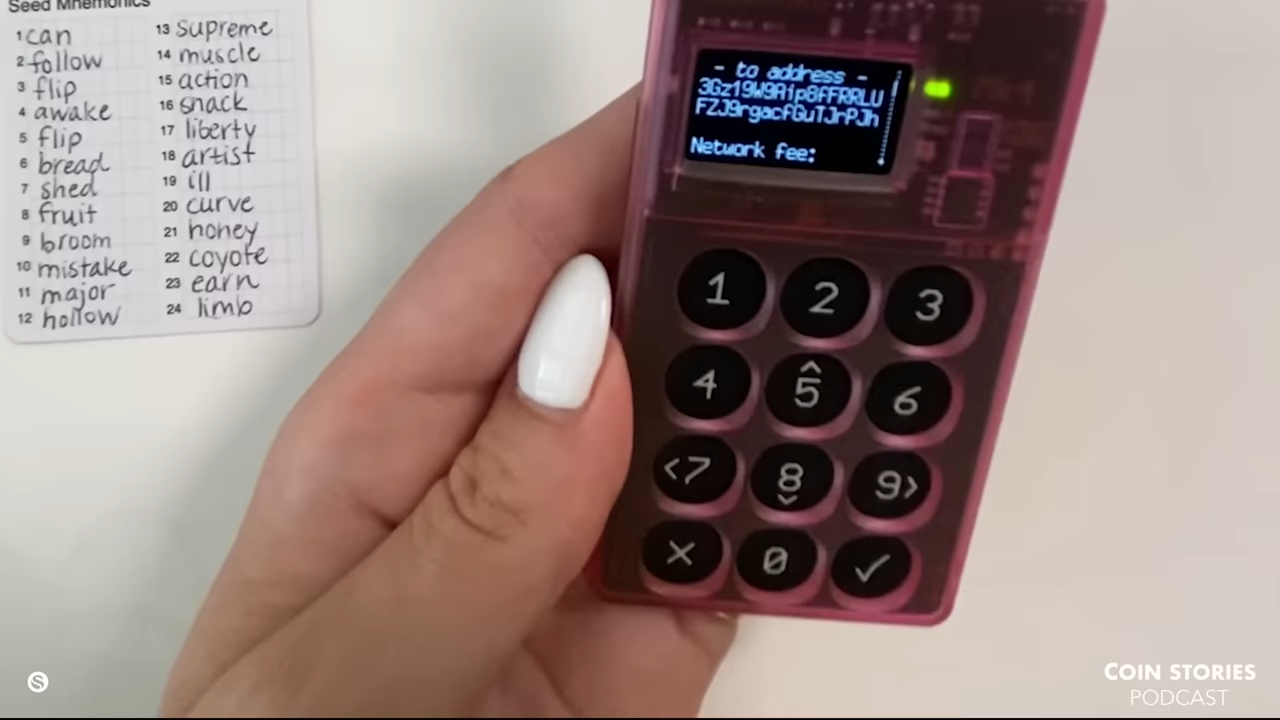 Seed Mnemonics
1 can
2 follow
3 flip
4 awake
5 flip
6 bread
7 shed
8 fruit
9 broom
10 mistake
11 major
12 hollow
13 supreme
14 muscle
15 action
16 snack
17 liberty
18 artist
19 ill
20 curve
21 honey
22 coyote
23 earn
24 limb
- to address -
3Gz19W9Aip8fFRRLU
FZJ9rgacfGuTJrPJh
Network fee:
1 2 3
4 ^5 6
<7 8 9>
× 0 ✓
COIN STORIES
PODCAST